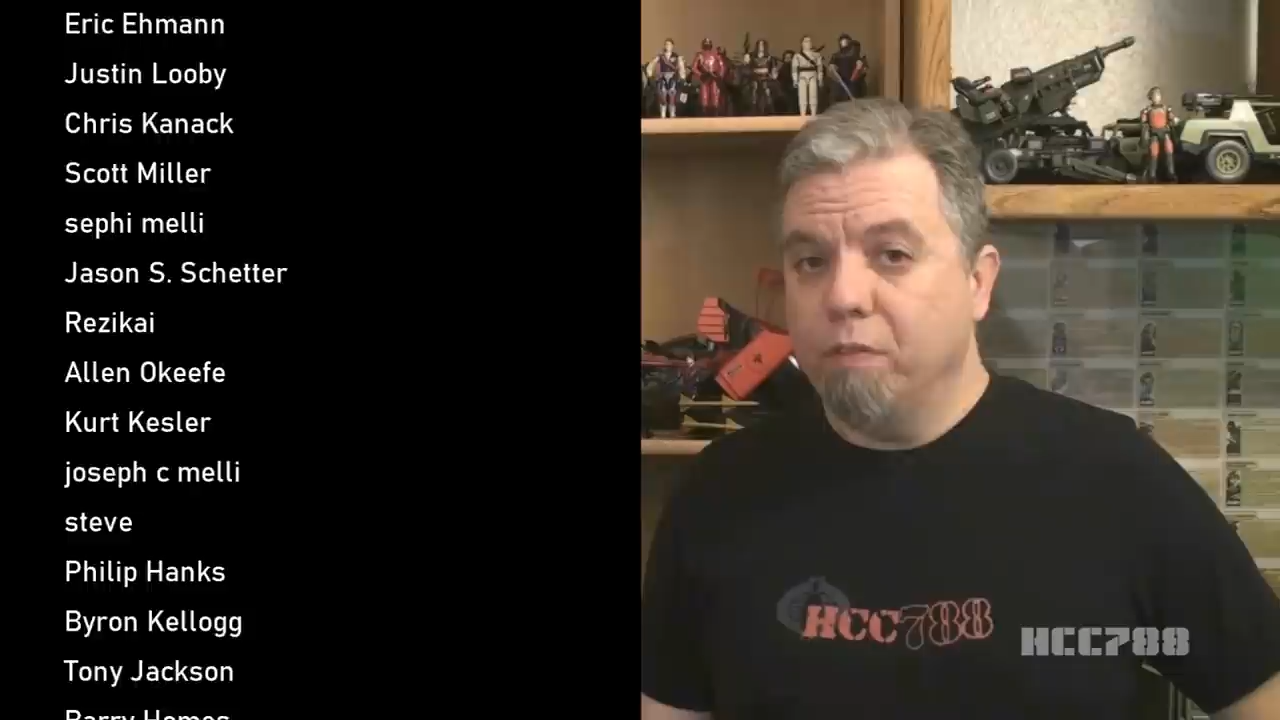 Eric Ehmann
Justin Looby
Chris Kanack
Scott Miller
sephi melli
Jason S. Schetter
Rezikai
Allen Okeefe
Kurt Kesler
joseph c melli
steve
Philip Hanks
Byron Kellogg
Tony Jackson
Barry
HCC788
HCC788